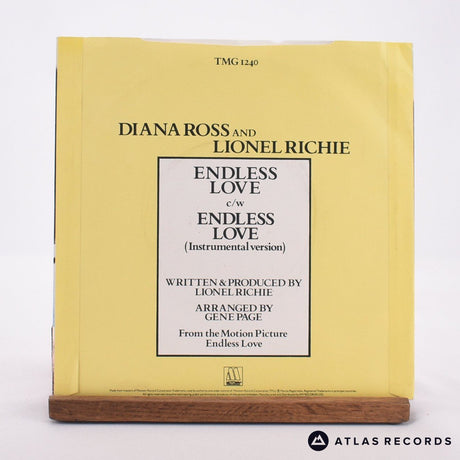 TMG 1240
DIANA ROSS AND
LIONEL RICHIE
ENDLESS
LOVE
c/w
ENDLESS
LOVE
(Instrumental version)
WRITTEN & PRODUCED BY
LIONEL RICHIE
ARRANGED BY
GENE PAGE
From the Motion Picture
Endless Love
ATLAS RECORDS